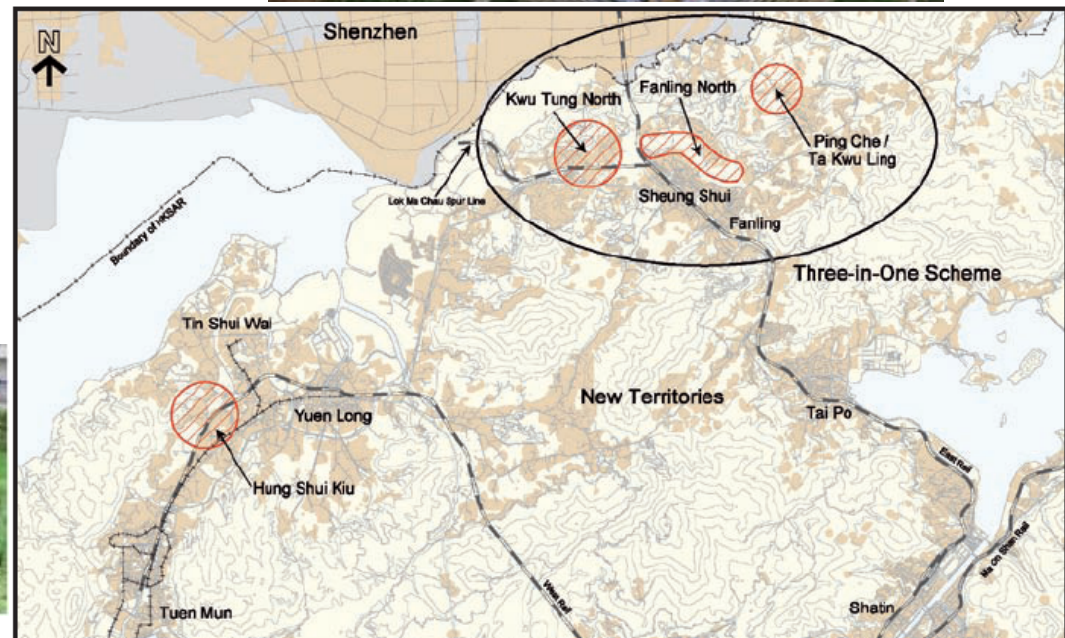 Shenzhen
N
Kwu Tung North
Fanling North
Ping Che /
Ta Kwu Ling
Lok Ma Chau Spur Line
Sheung Shui
Fanling
Boundary of HKSAR
Three-in-One Scheme
Tin Shui Wai
New Territories
Yuen Long
Tai Po
Hung Shui Kiu
East Rail
Ma On Shan Rail
West Rail
Tuen Mun
Shatin